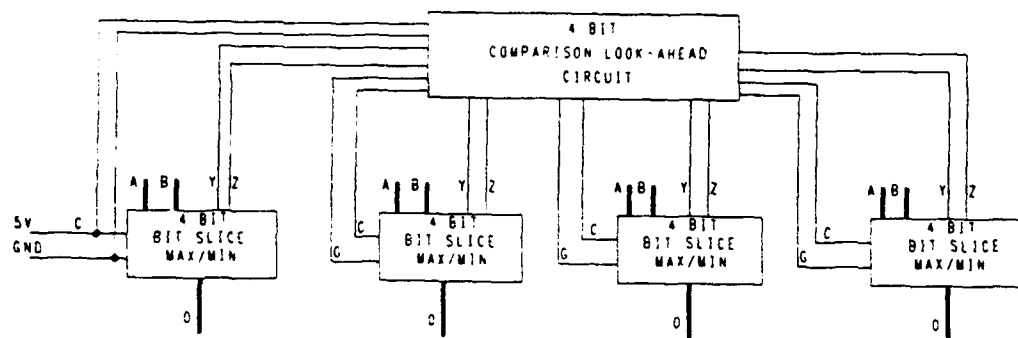 4 BIT
COMPARISON LOOK-AHEAD
CIRCUIT
A B Y Z
A B Y Z
A B Y Z
A B Y Z
5V C
GND
4 BIT
BIT SLICE
MAX/MIN
C
G
4 BIT
BIT SLICE
MAX/MIN
C
G
4 BIT
BIT SLICE
MAX/MIN
C
G
4 BIT
BIT SLICE
MAX/MIN
O
O
O
O